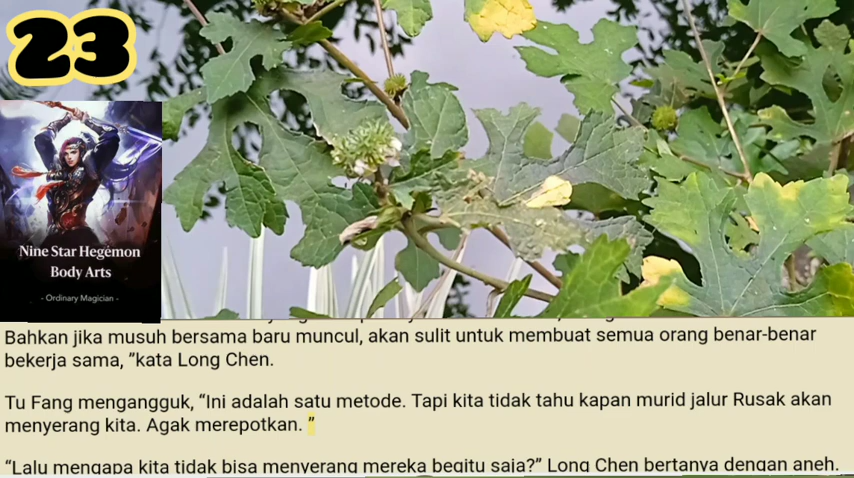 23
Nine Star Hegemon
Body Arts
- Ordinary Magician -
Bahkan jika musuh bersama baru muncul, akan sulit untuk membuat semua orang benar-benar
bekerja sama, ”kata Long Chen.
Tu Fang mengangguk, “Ini adalah satu metode. Tapi kita tidak tahu kapan murid jalur Rusak akan
menyerang kita. Agak merepotkan. ”
“Lalu mengapa kita tidak bisa menyerang mereka begitu saja?” Long Chen bertanya dengan aneh.